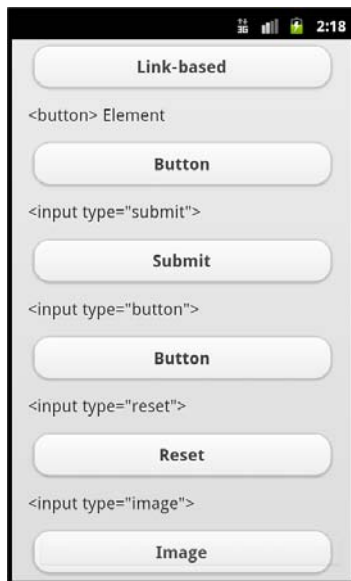 3G 2:18
Link-based
<button> Element
Button
<input type="submit">
Submit
<input type="button">
Button
<input type="reset">
Reset
<input type="image">
Image